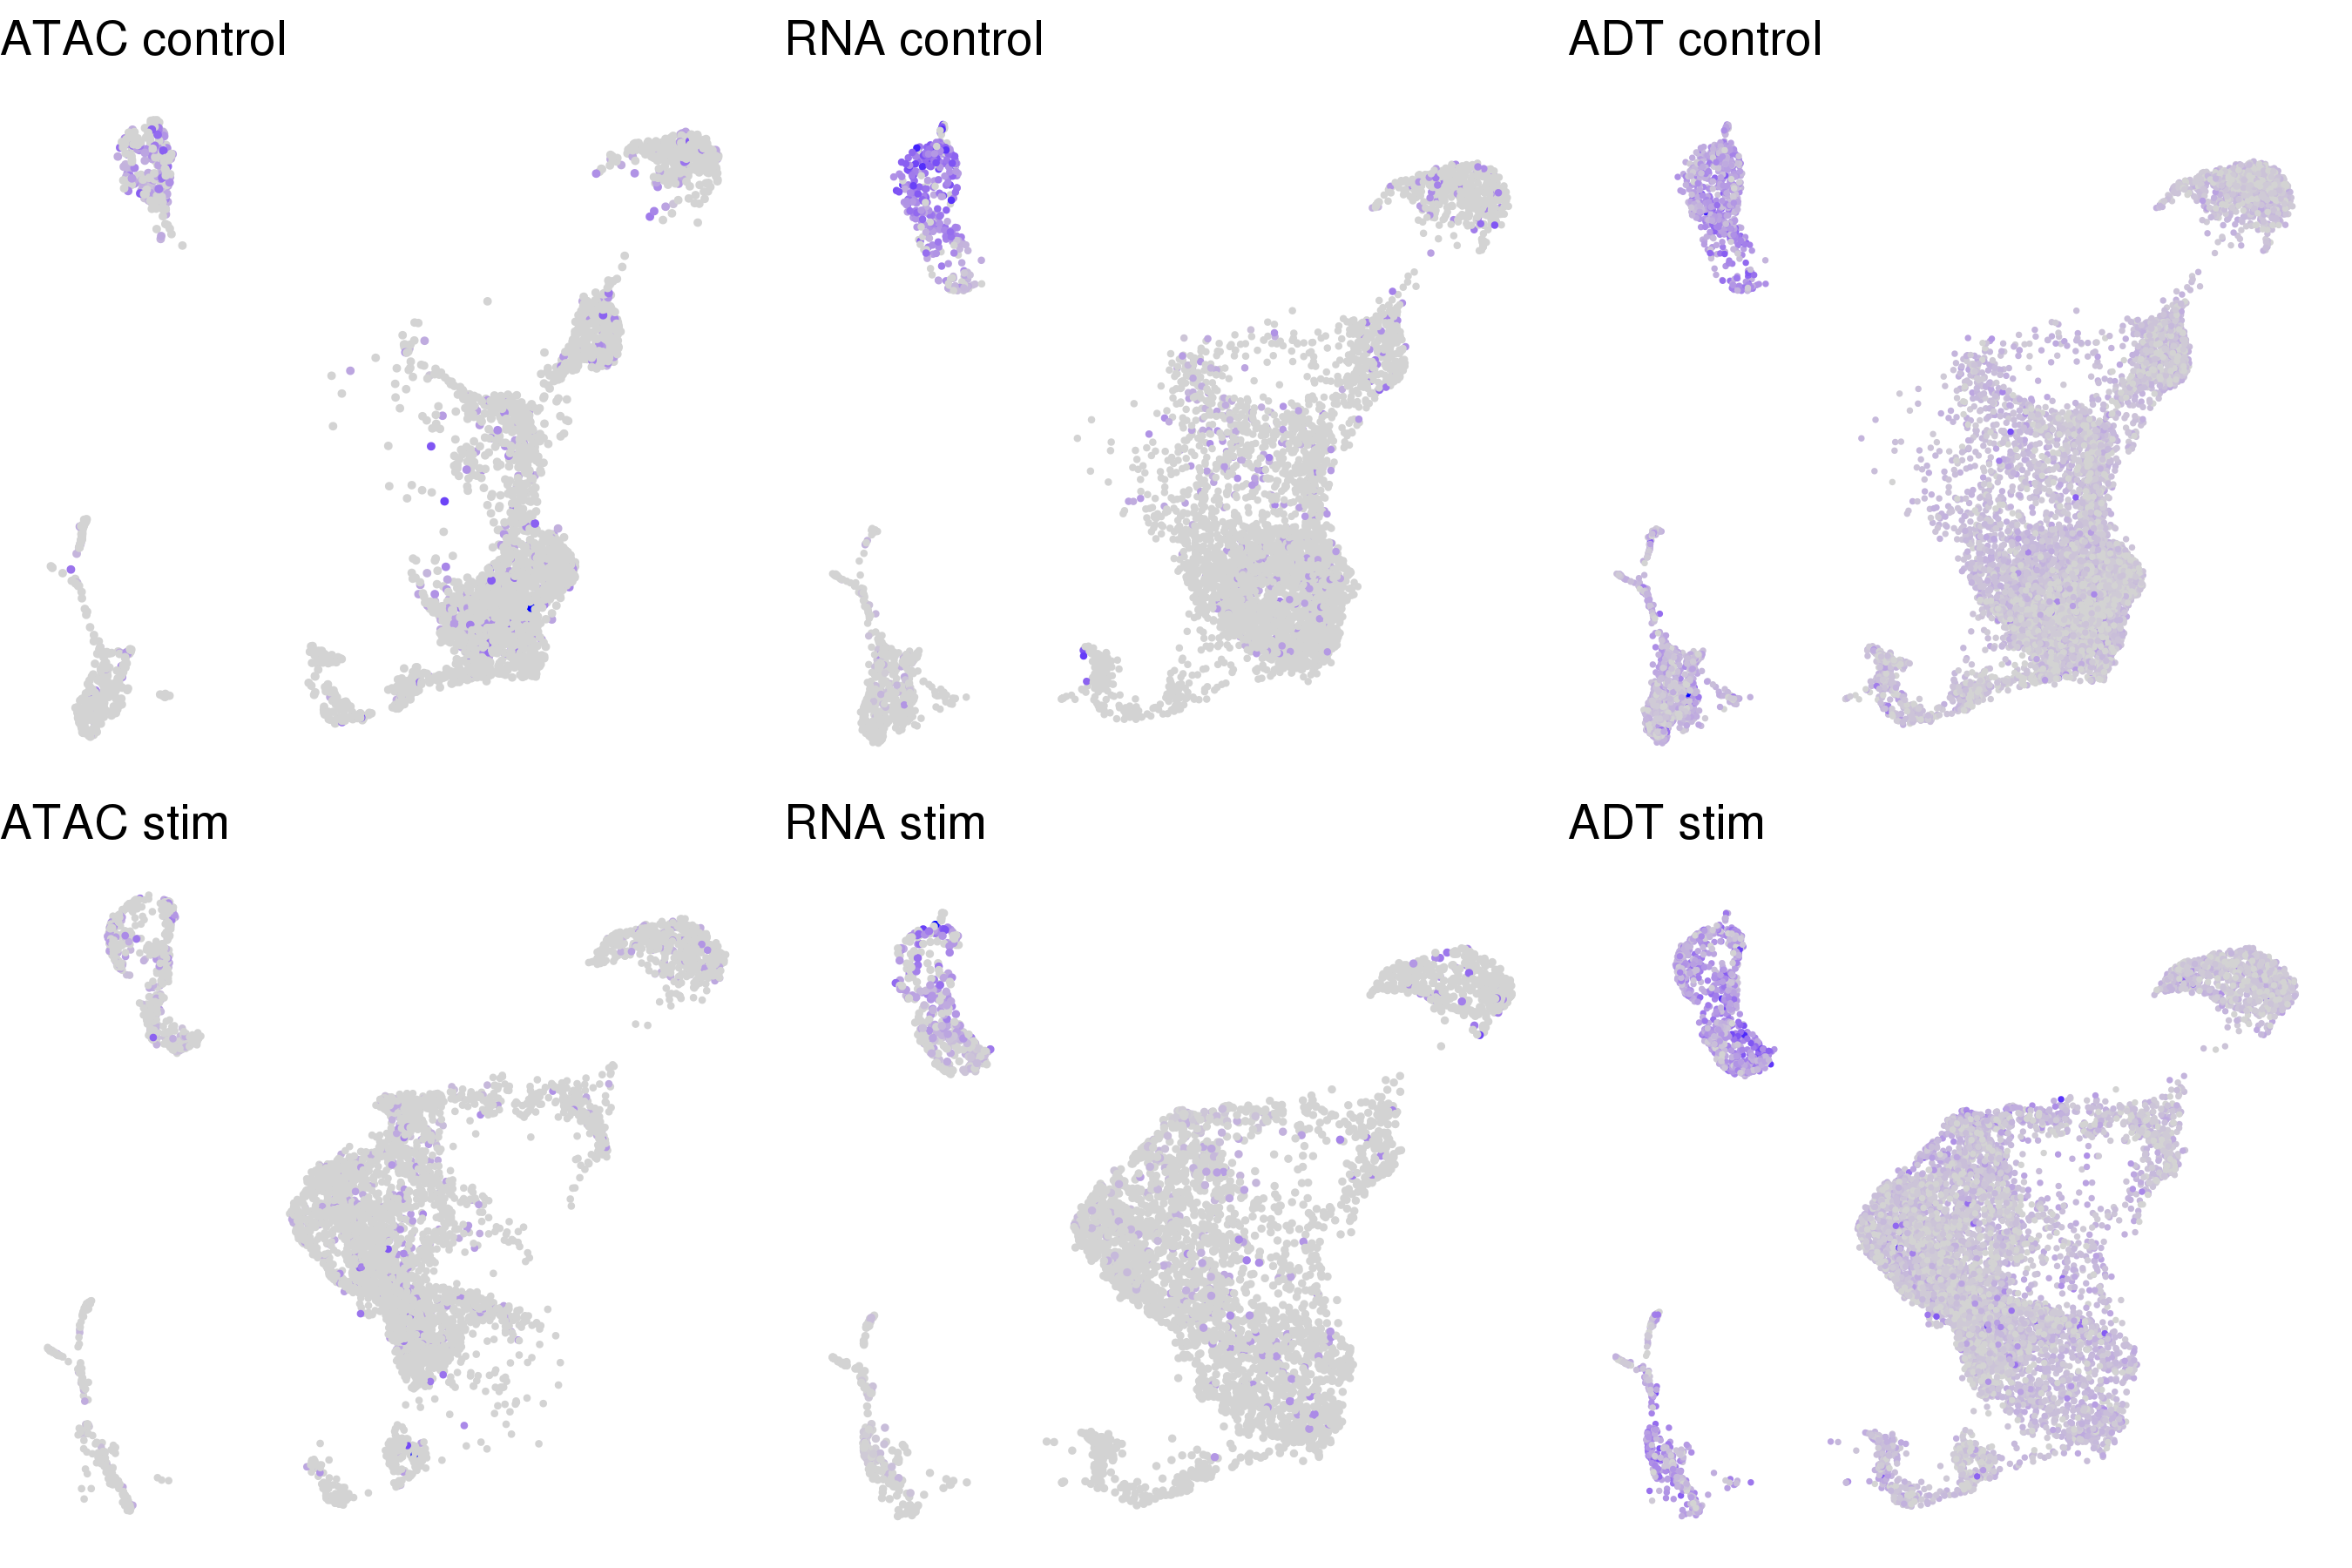 ATAC control
RNA control
ADT control
ATAC stim
RNA stim
ADT stim